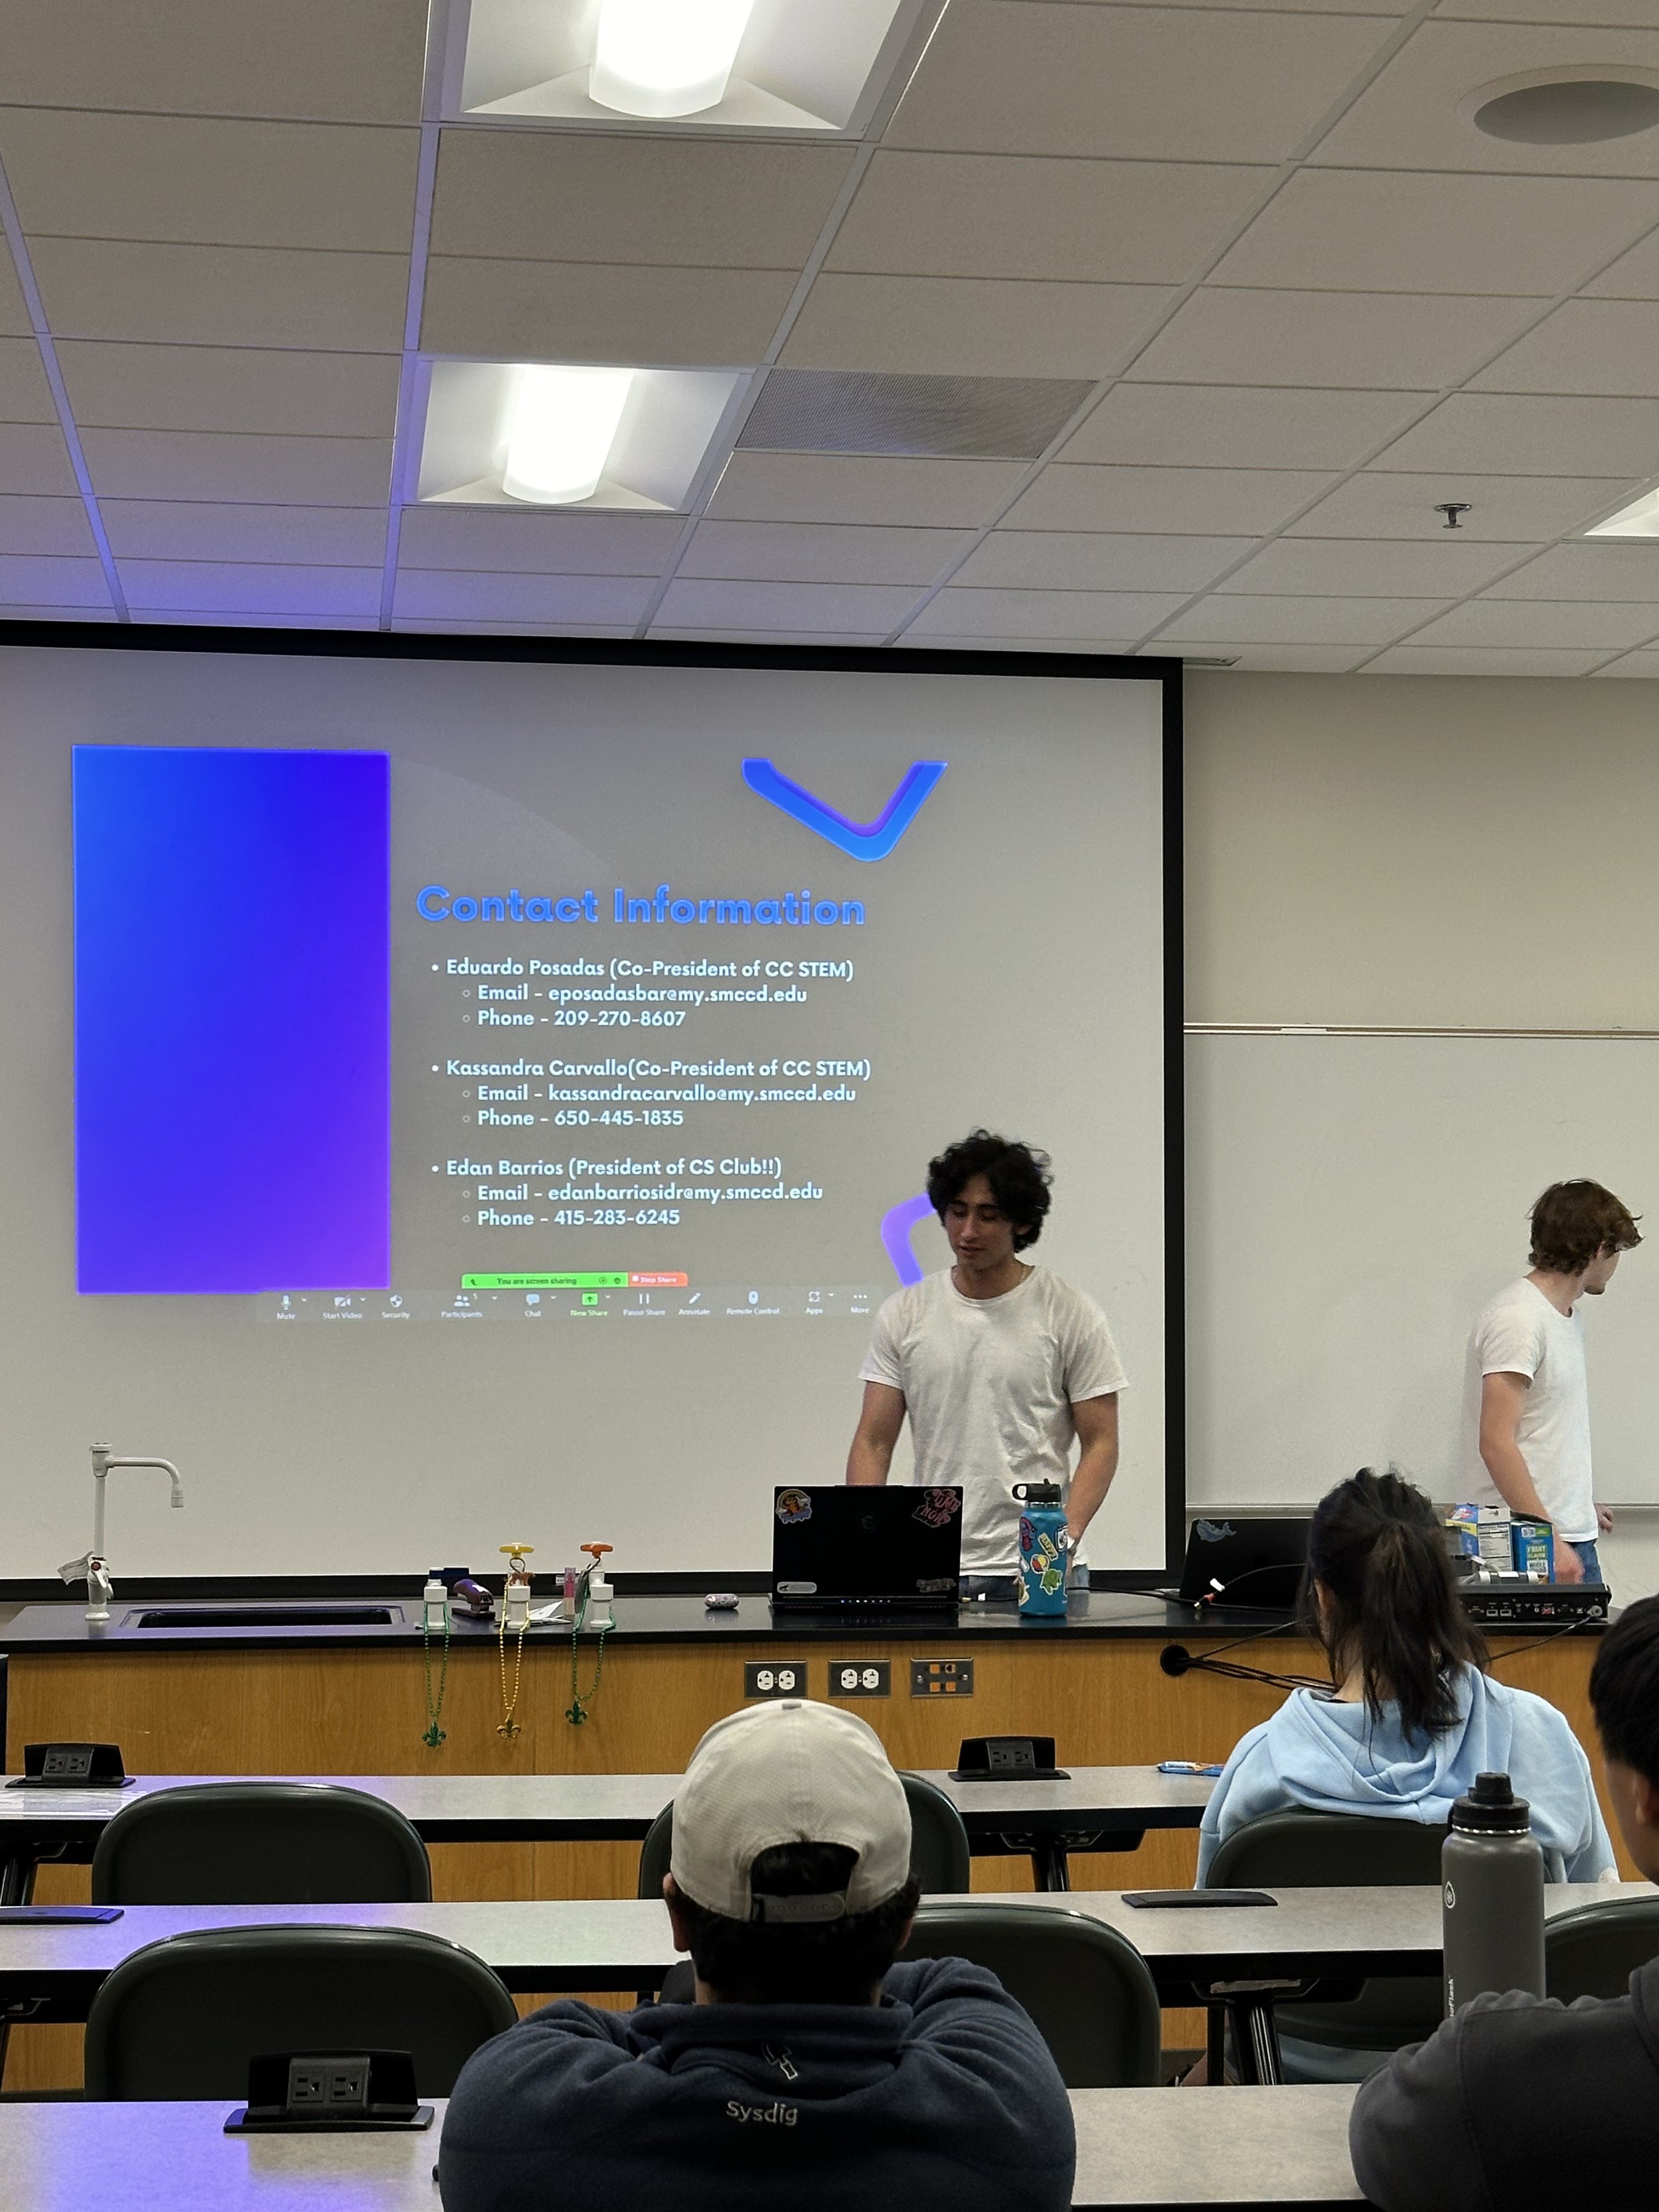 Contact Information
• Eduardo Posadas (Co-President of CC STEM)
○ Email - eposadasbar@my.smccd.edu
○ Phone - 209-270-8607
• Kassandra Carvallo(Co-President of CC STEM)
○ Email - kassandracarvallo@my.smccd.edu
○ Phone - 650-445-1835
• Edan Barrios (President of CS Club!!)
○ Email - edanbarriosidr@my.smccd.edu
○ Phone - 415-283-6245
You are screen sharing Stop Share
Mute Start Video Security Participants Chat New Share Pause Share Annotate Remote Control Apps More
FRUIT
Sysdig